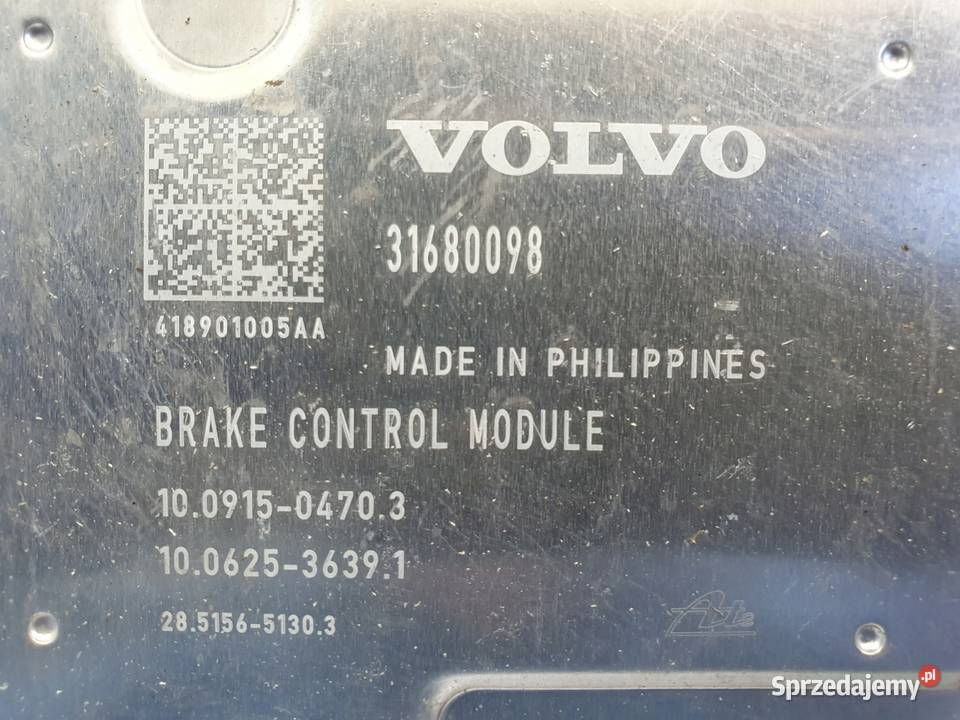 VOLVO
31680098
418901005AA
MADE IN PHILIPPINES
BRAKE CONTROL MODULE
10.0915-0470.3
10.0625-3639.1
28.5156-5130.3
Ate
Sprzedajemy.pl